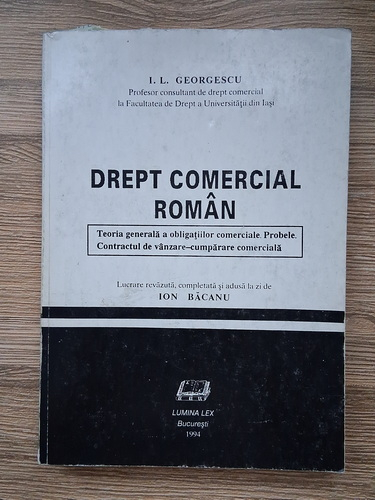 I. L. GEORGESCU
Profesor consultant de drept comercial
la Facultatea de Drept a Universității din Iași
DREPT COMERCIAL
ROMÂN
Teoria generală a obligațiilor comerciale. Probele.
Contractul de vânzare–cumpărare comercială
Lucrare revăzută, completată și adusă la zi de
ION BĂCANU
LUMINA LEX
București
1994